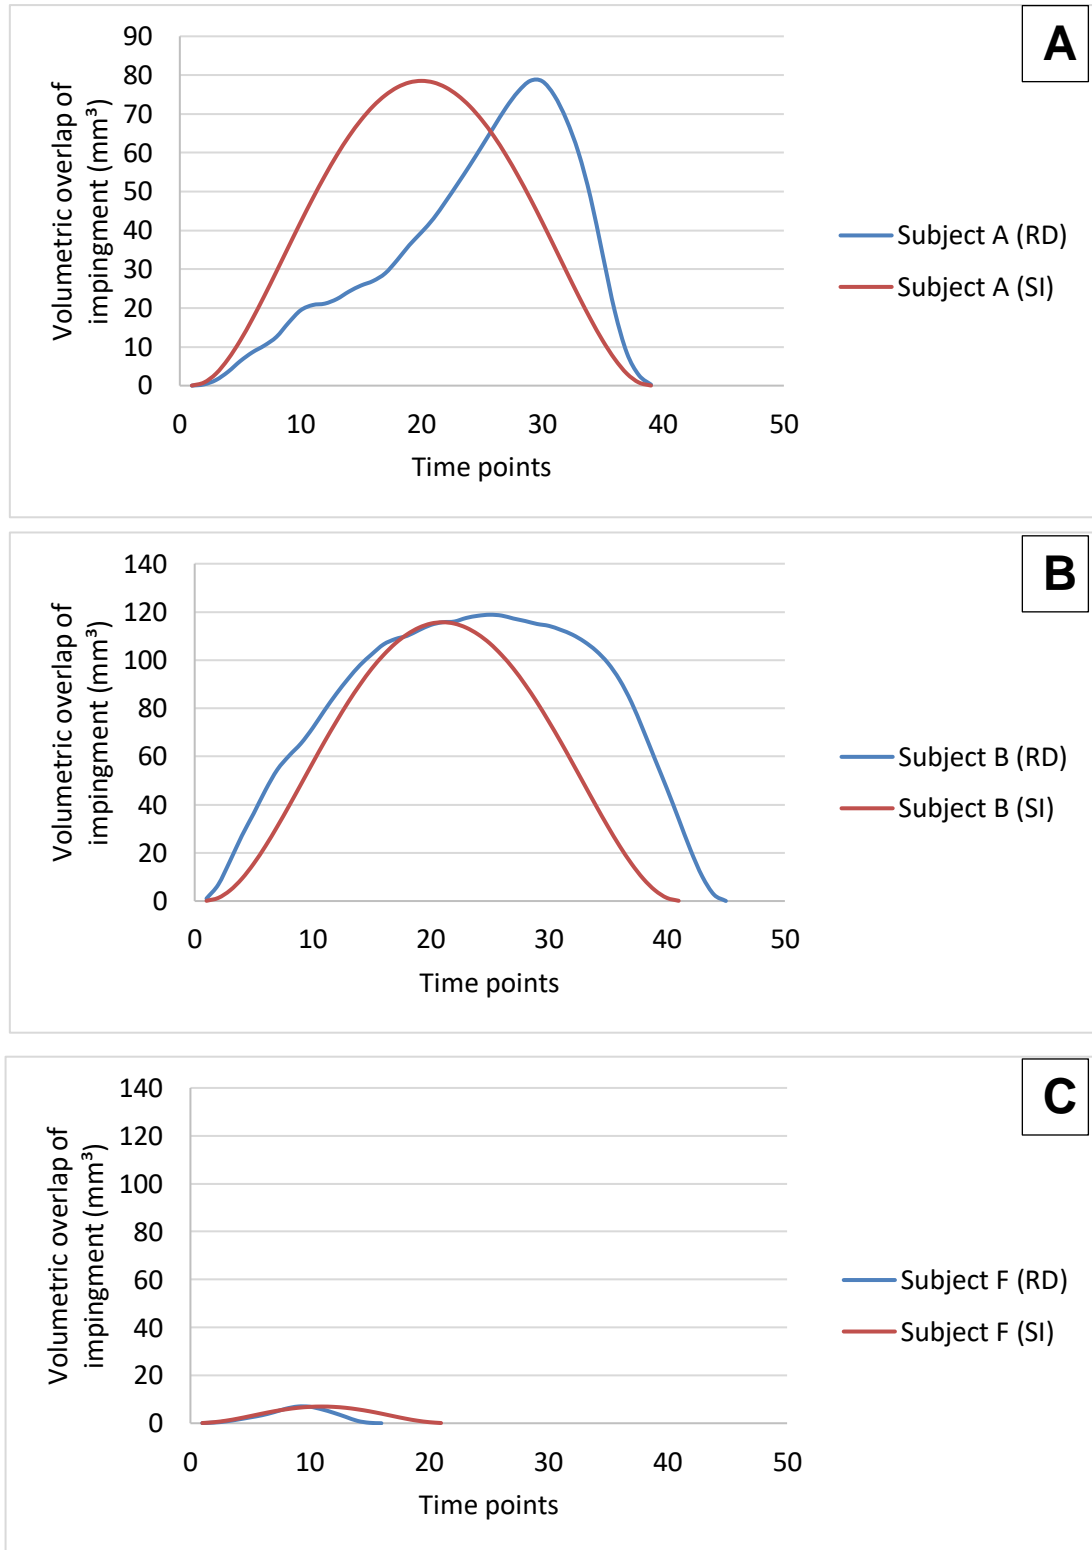 A
Volumetric overlap of
impingment (mm³)
90
80
70
60
50
40
30
20
10
0
0 10 20 30 40 50
Time points
Subject A (RD)
Subject A (SI)
B
Volumetric overlap of
impingment (mm³)
140
120
100
80
60
40
20
0
0 10 20 30 40 50
Time points
Subject B (RD)
Subject B (SI)
C
Volumetric overlap of
impingment (mm³)
140
120
100
80
60
40
20
0
0 10 20 30 40 50
Time points
Subject F (RD)
Subject F (SI)